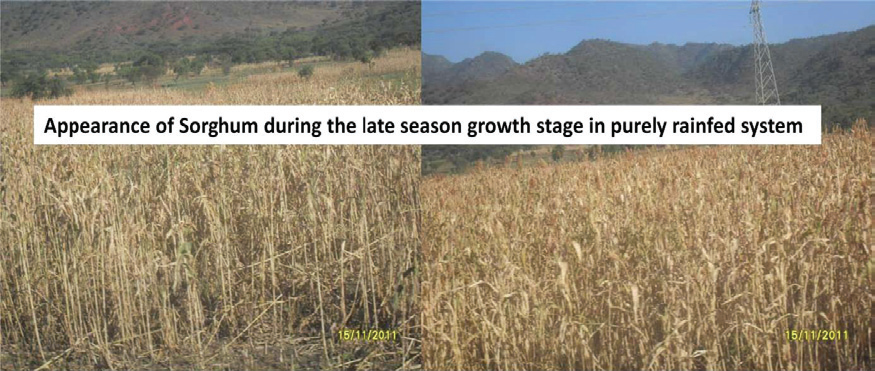 Appearance of Sorghum during the late season growth stage in purely rainfed system
15/11/2011
15/11/2011